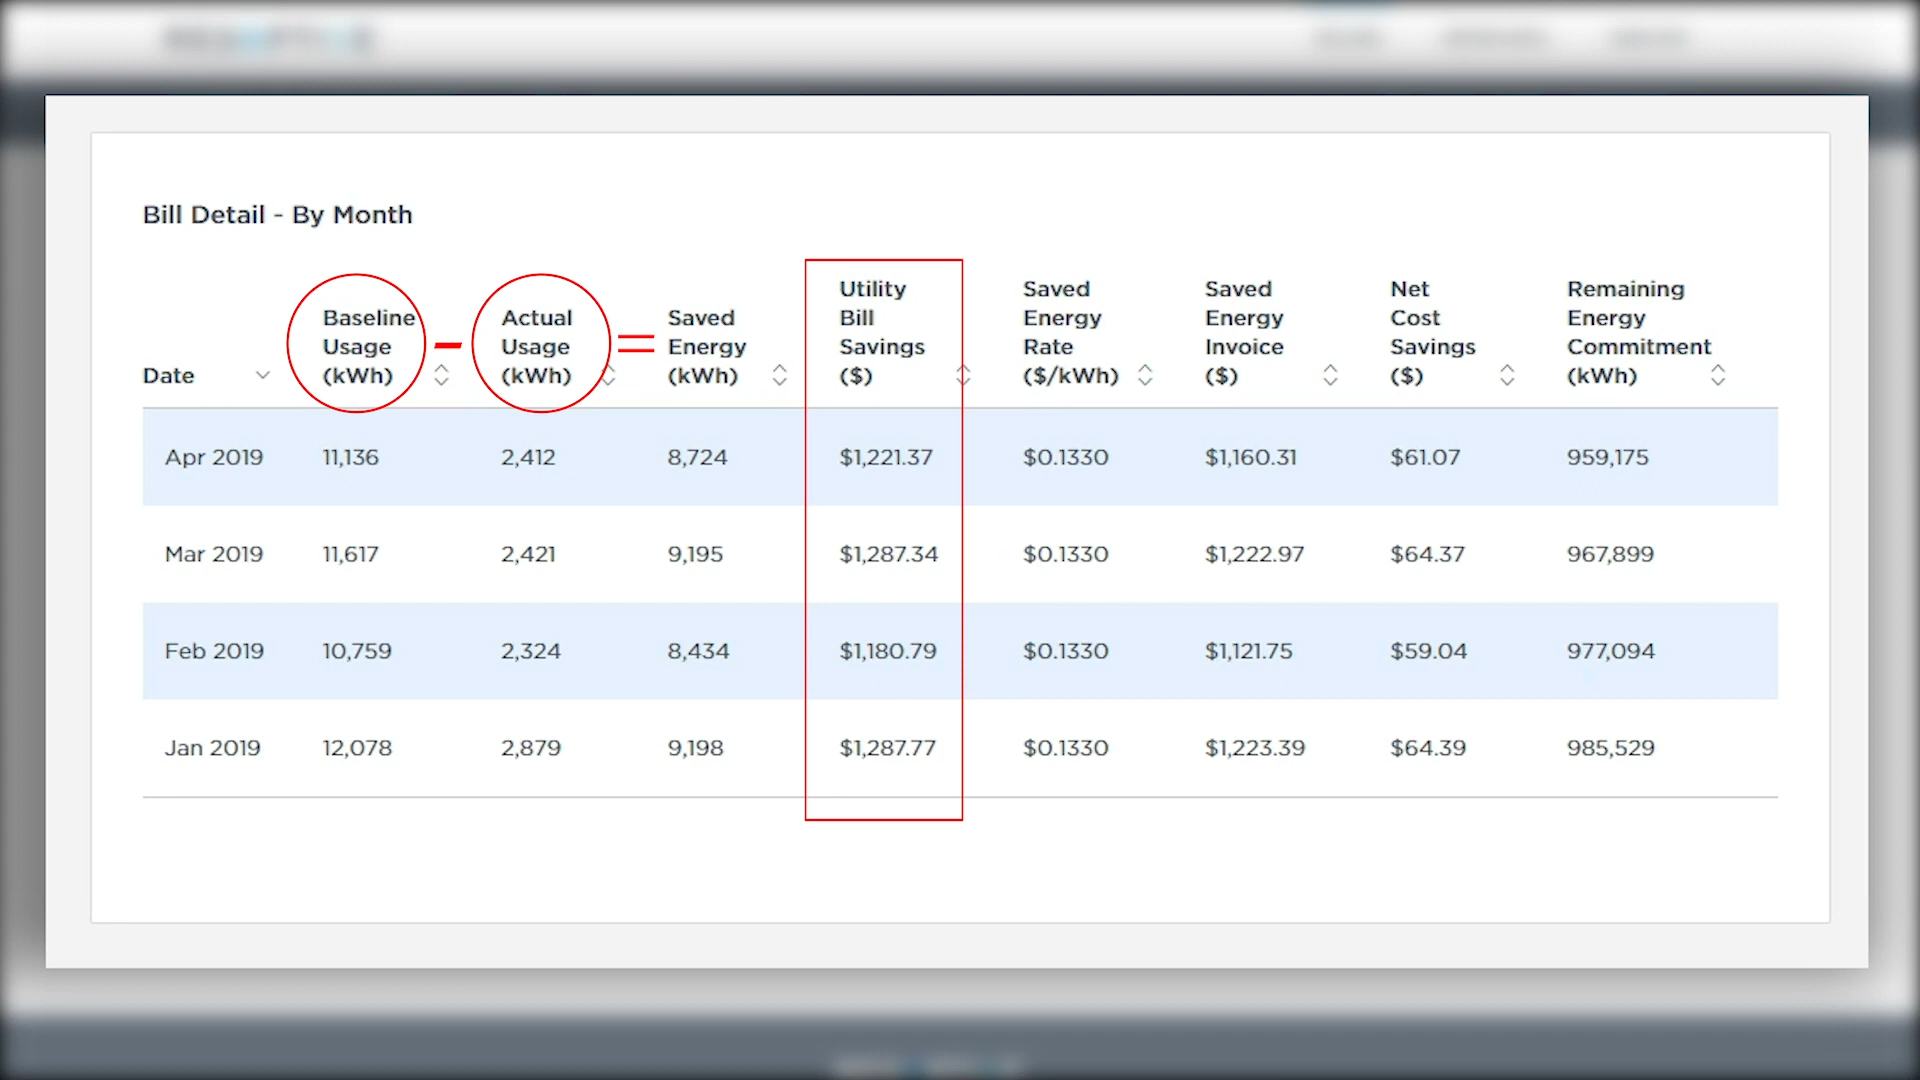 Bill Detail - By Month
Date
Baseline
Usage
(kWh)
Actual
Usage
(kWh)
Saved
Energy
(kWh)
Utility
Bill
Savings
($)
Saved
Energy
Rate
($/kWh)
Saved
Energy
Invoice
($)
Net
Cost
Savings
($)
Remaining
Energy
Commitment
(kWh)
Apr 2019 11,136 2,412 8,724 $1,221.37 $0.1330 $1,160.31 $61.07 959,175
Mar 2019 11,617 2,421 9,195 $1,287.34 $0.1330 $1,222.97 $64.37 967,899
Feb 2019 10,759 2,324 8,434 $1,180.79 $0.1330 $1,121.75 $59.04 977,094
Jan 2019 12,078 2,879 9,198 $1,287.77 $0.1330 $1,223.39 $64.39 985,529